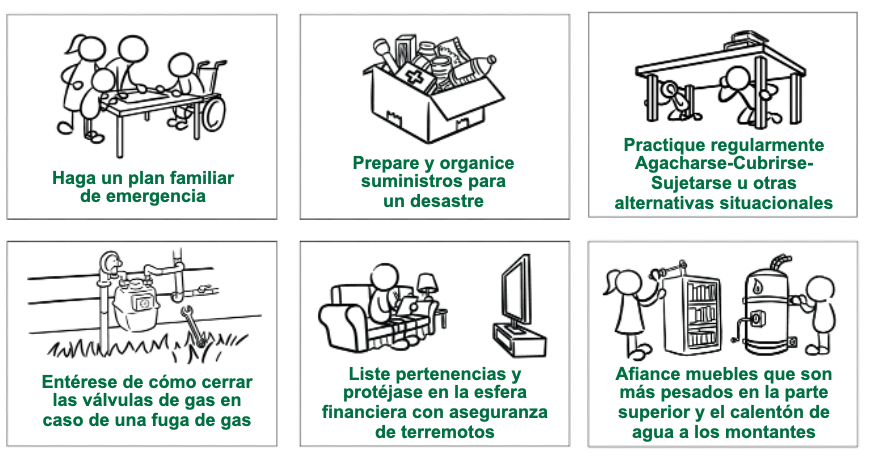 Haga un plan familiar
de emergencia
Prepare y organice
suministros para
un desastre
Practique regularmente
Agacharse-Cubrirse-
Sujetarse u otras
alternativas situacionales
Entérese de cómo cerrar
las válvulas de gas en
caso de una fuga de gas
Liste pertenencias y
protéjase en la esfera
financiera con aseguranza
de terremotos
Afiance muebles que son
más pesados en la parte
superior y el calentón de
agua a los montantes